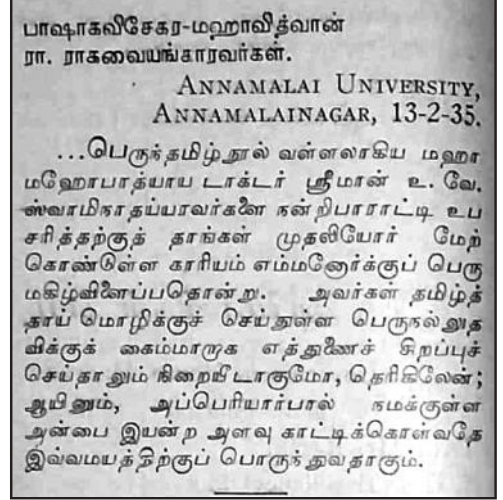 பாஷாகவிசேகர-மஹாவித்வான்
ரா. ராகவையங்காரவர்கள்.
ANNAMALAI UNIVERSITY,
ANNAMALAINAGAR, 13-2-35.
...பெருந்தமிழ்நூல் வள்ளலாகிய மஹா
மஹோபாத்யாய டாக்டர் ஸ்ரீமான் உ. வே.
ஸ்வாமிநாதய்யரவர்களை நன்றிபாராட்டி உப
சரித்தற்குத் தாங்கள் முதலியோர் மேற்
கொண்டுள்ள காரியம் எம்மனோர்க்குப் பெரு
மகிழ்விளைப்பதொன்று. அவர்கள் தமிழ்த்
தாய் மொழிக்குச் செய்துள்ள பெருநல்லுத
விக்குக் கைம்மாறாக எத்துணைச் சிறப்புச்
செய்தாலும் நிறையீடாகுமோ, தெரிகிலேன்;
ஆயினும், அப்பெரியார்பால் நமக்குள்ள
அன்பை இயன்ற அளவு காட்டிக்கொள்வதே
இவ்வமயத்திற்குப் பொருந்துவதாகும்.